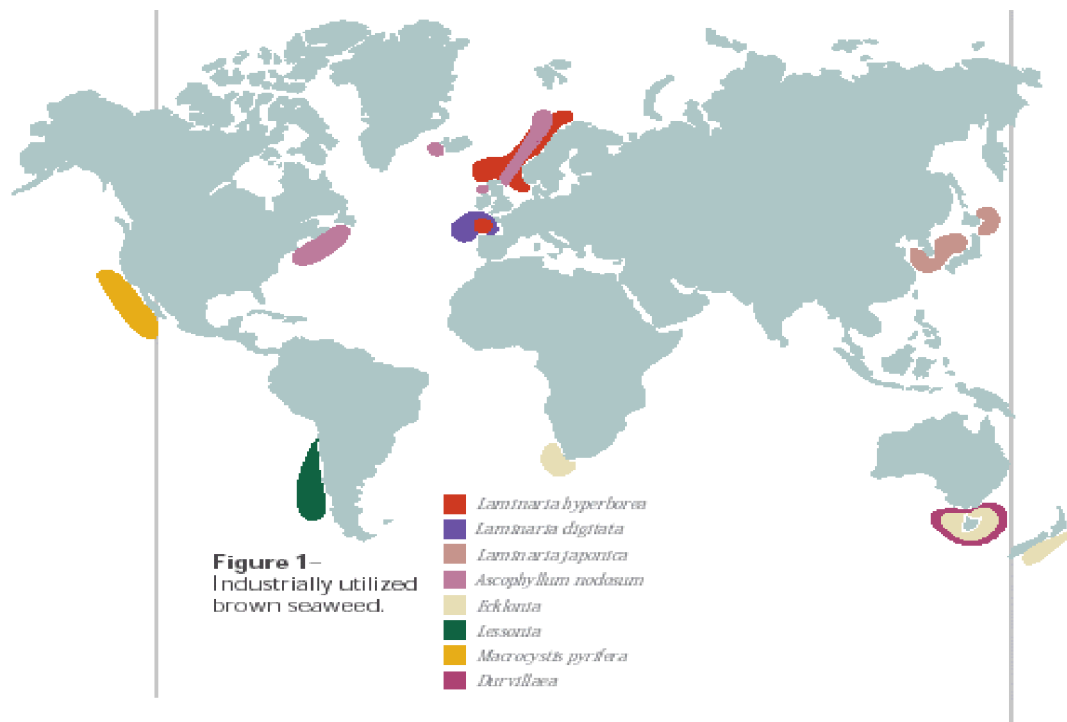 Laminaria hyperborea
Laminaria digitata
Laminaria japonica
Ascophyllum nodosum
Ecklonia
Lessonia
Macrocystis pyrifera
Durvillaea
Figure 1–
Industrially utilized
brown seaweed.